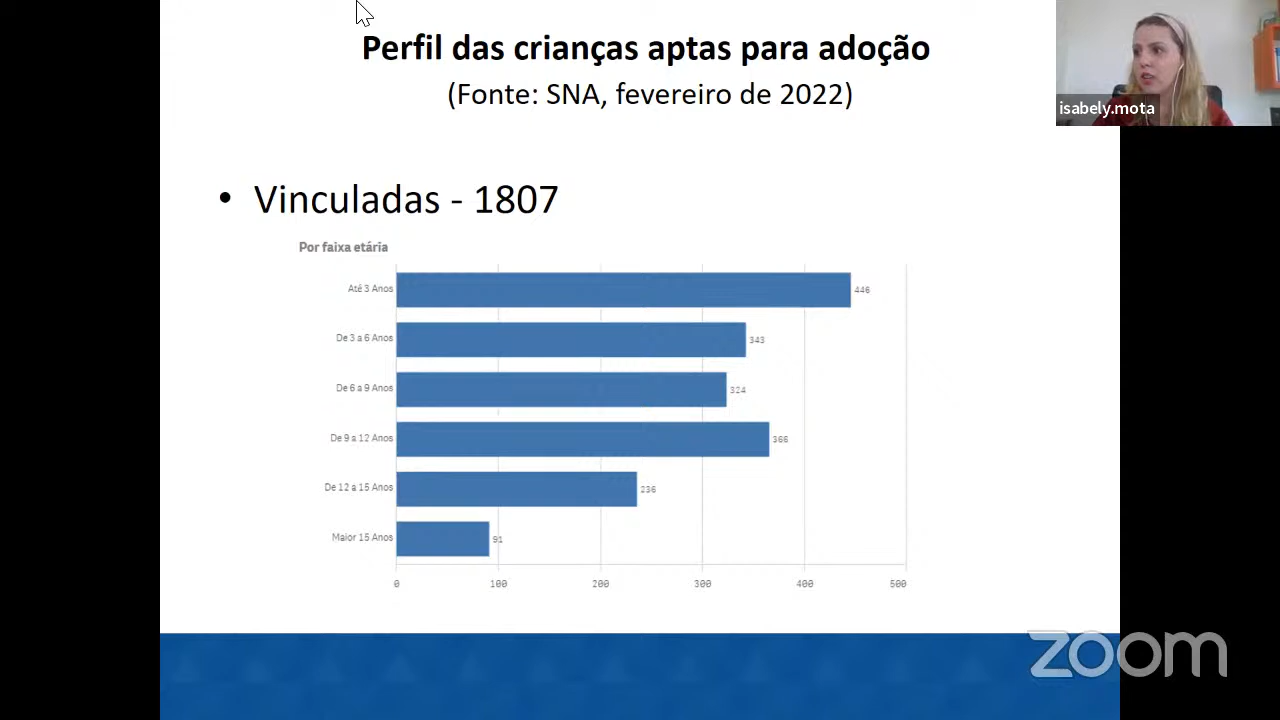 Perfil das crianças aptas para adoção
(Fonte: SNA, fevereiro de 2022)
isabely.mota
• Vinculadas - 1807
Por faixa etária
Até 3 Anos 446
De 3 a 6 Anos 343
De 6 a 9 Anos 324
De 9 a 12 Anos 366
De 12 a 15 Anos 236
Maior 15 Anos 91
0 100 200 300 400 500
zoom